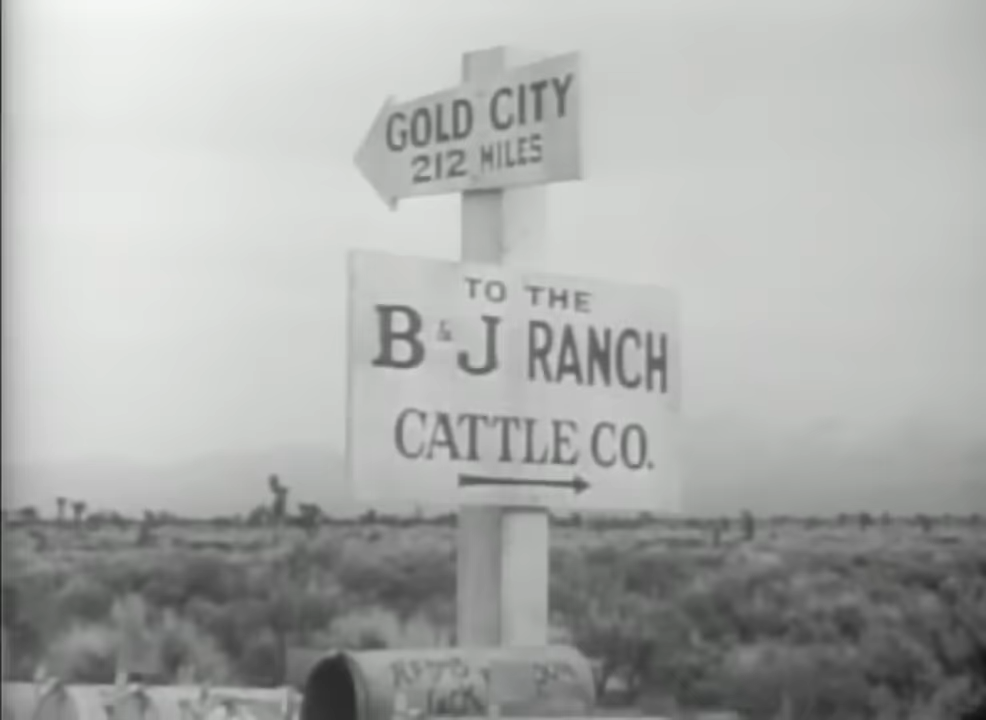 GOLD CITY
212 MILES
TO THE
B & J RANCH
CATTLE CO.